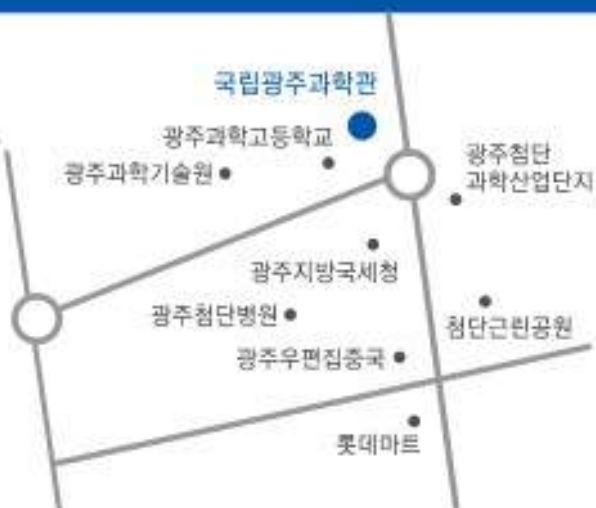 국립광주과학관
광주과학고등학교
광주과학기술원
광주첨단
과학산업단지
광주지방국세청
광주첨단병원
첨단근린공원
광주우편집중국
롯데마트